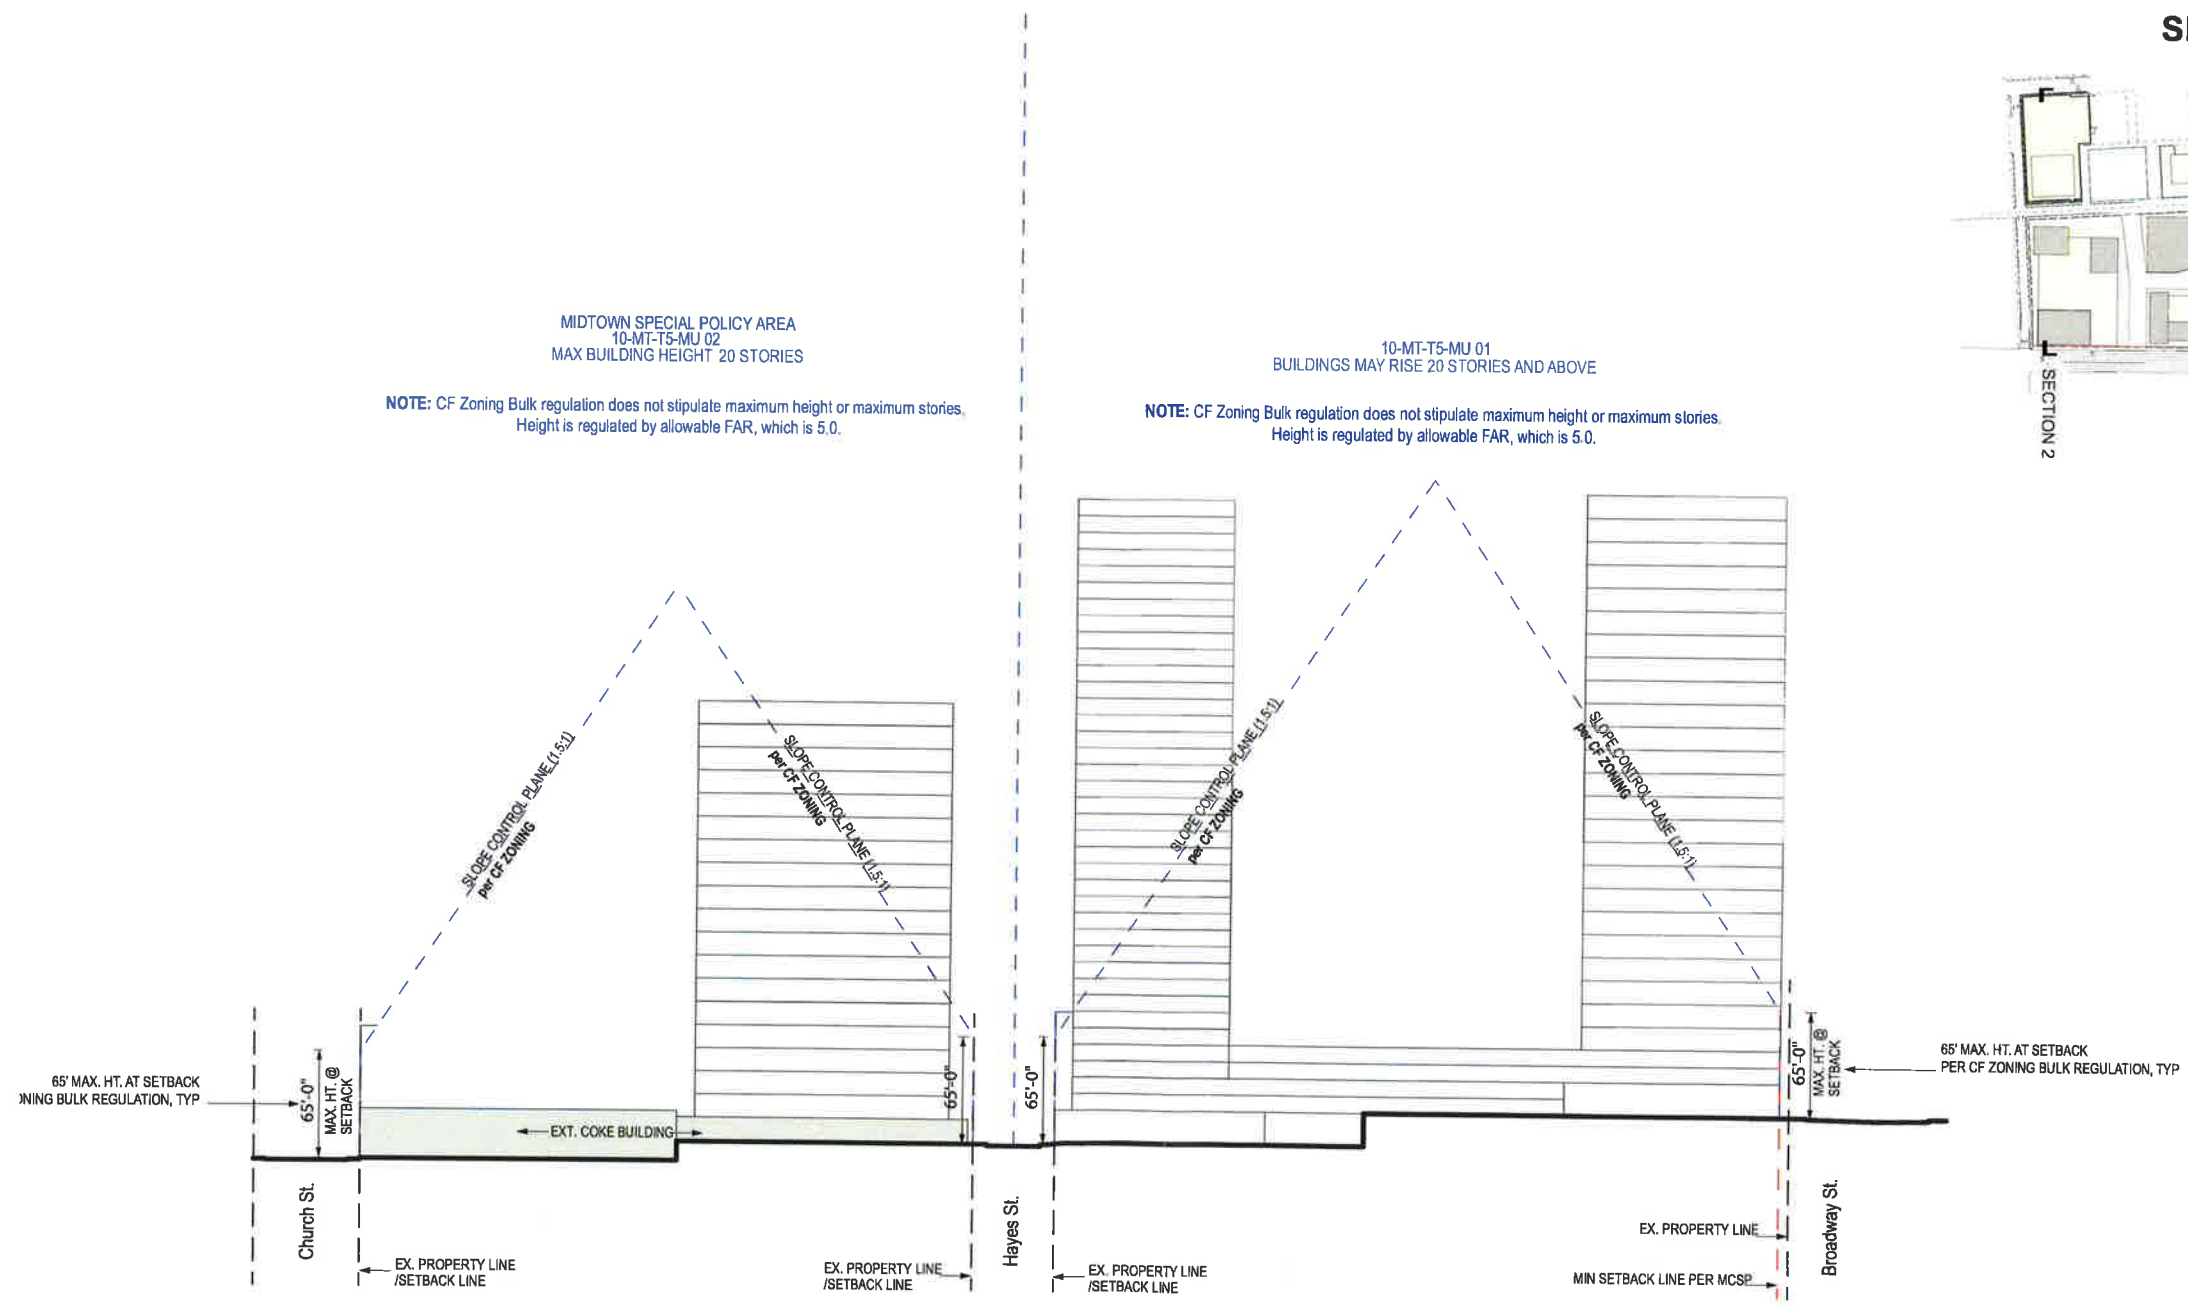 MIDTOWN SPECIAL POLICY AREA
10-MT-T5-MU 02
MAX BUILDING HEIGHT 20 STORIES
NOTE: CF Zoning Bulk regulation does not stipulate maximum height or maximum stories.
Height is regulated by allowable FAR, which is 5.0.
10-MT-T5-MU 01
BUILDINGS MAY RISE 20 STORIES AND ABOVE
NOTE: CF Zoning Bulk regulation does not stipulate maximum height or maximum stories.
Height is regulated by allowable FAR, which is 5.0.
SECTION 2
SLOPE CONTROL PLANE (1.5:1)
per CF ZONING
SLOPE CONTROL PLANE (1.5:1)
per CF ZONING
SLOPE CONTROL PLANE (1.5:1)
per CF ZONING
SLOPE CONTROL PLANE (1.5:1)
per CF ZONING
65' MAX. HT. AT SETBACK
NING BULK REGULATION, TYP
65'-0"
MAX. HT. @
SETBACK
EXT. COKE BUILDING
65'-0"
65'-0"
65'-0"
MAX. HT. @
SETBACK
65' MAX. HT. AT SETBACK
PER CF ZONING BULK REGULATION, TYP
Church St.
Hayes St.
Broadway St.
EX. PROPERTY LINE
/SETBACK LINE
EX. PROPERTY LINE
/SETBACK LINE
EX. PROPERTY LINE
/SETBACK LINE
EX. PROPERTY LINE
MIN SETBACK LINE PER MCSP